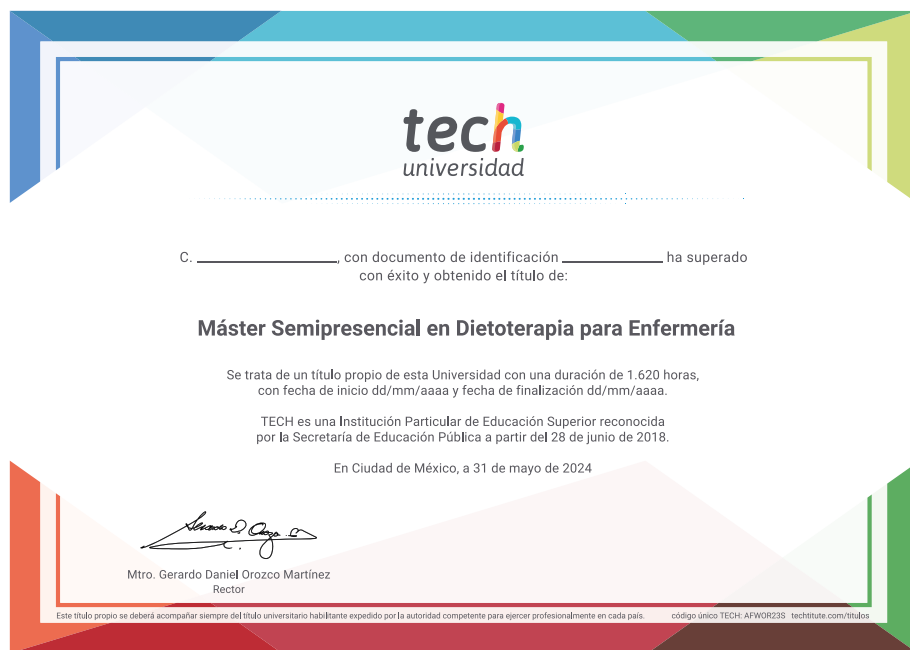 tech
universidad
C. _________________, con documento de identificación ____________ ha superado
con éxito y obtenido el título de:
Máster Semipresencial en Dietoterapia para Enfermería
Se trata de un título propio de esta Universidad con una duración de 1.620 horas,
con fecha de inicio dd/mm/aaaa y fecha de finalización dd/mm/aaaa.
TECH es una Institución Particular de Educación Superior reconocida
por la Secretaría de Educación Pública a partir del 28 de junio de 2018.
En Ciudad de México, a 31 de mayo de 2024
Mtro. Gerardo Daniel Orozco Martínez
Rector
Este título propio se deberá acompañar siempre del título universitario habilitante expedido por la autoridad competente para ejercer profesionalmente en cada país. código único TECH: AFWOR23S techtitute.com/titulos